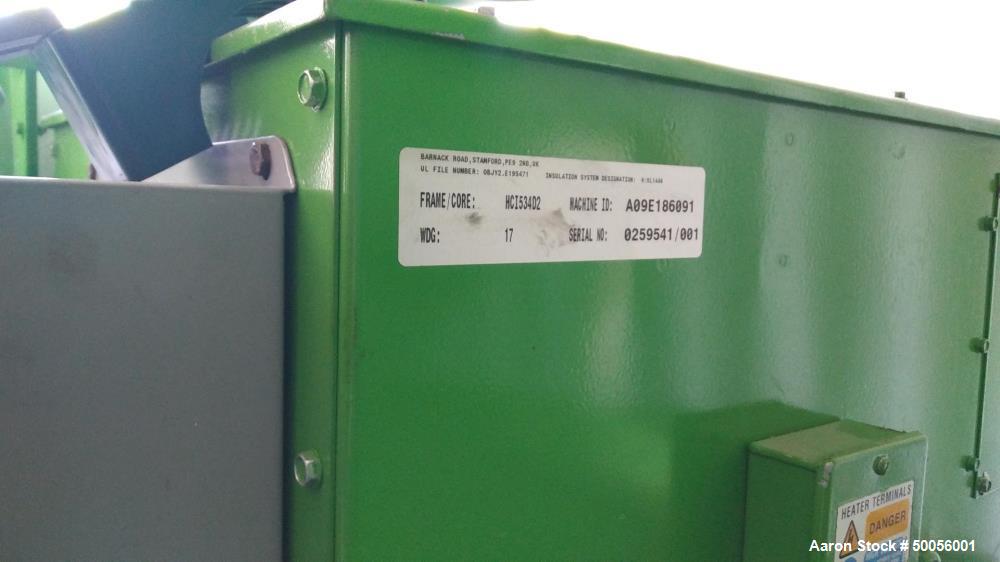 BARNACK ROAD,STAMFORD,PE9 2NB,UK
UL FILE NUMBER: OBJY2.E195471 INSULATION SYSTEM DESIGNATION:
FRAME/CORE: HCI534D2 MACHINE ID: A09E186091
WDG: 17 SERIAL NO: 0259541/001
HEATER TERMINALS
DANGER
Aaron Stock # 50056001